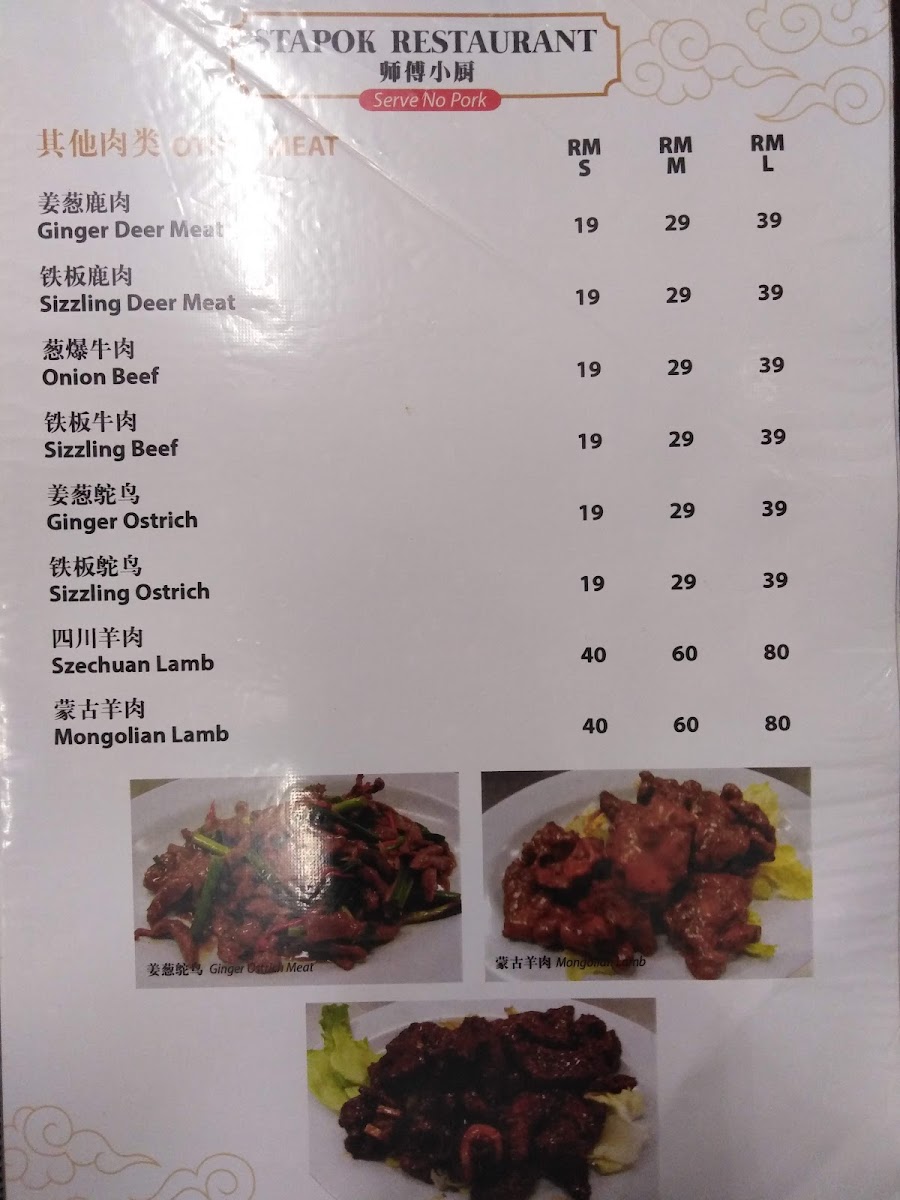 STAPOK RESTAURANT
师傅小厨
Serve No Pork
其他肉类 MEAT RM S RM M RM L
姜葱鹿肉
Ginger Deer Meat 19 29 39
铁板鹿肉
Sizzling Deer Meat 19 29 39
葱爆牛肉
Onion Beef 19 29 39
铁板牛肉
Sizzling Beef 19 29 39
姜葱鸵鸟
Ginger Ostrich 19 29 39
铁板鸵鸟
Sizzling Ostrich 19 29 39
四川羊肉
Szechuan Lamb 40 60 80
蒙古羊肉
Mongolian Lamb 40 60 80
姜葱鸵鸟 Ginger Ostrich Meat
蒙古羊肉 Mongolian Lamb